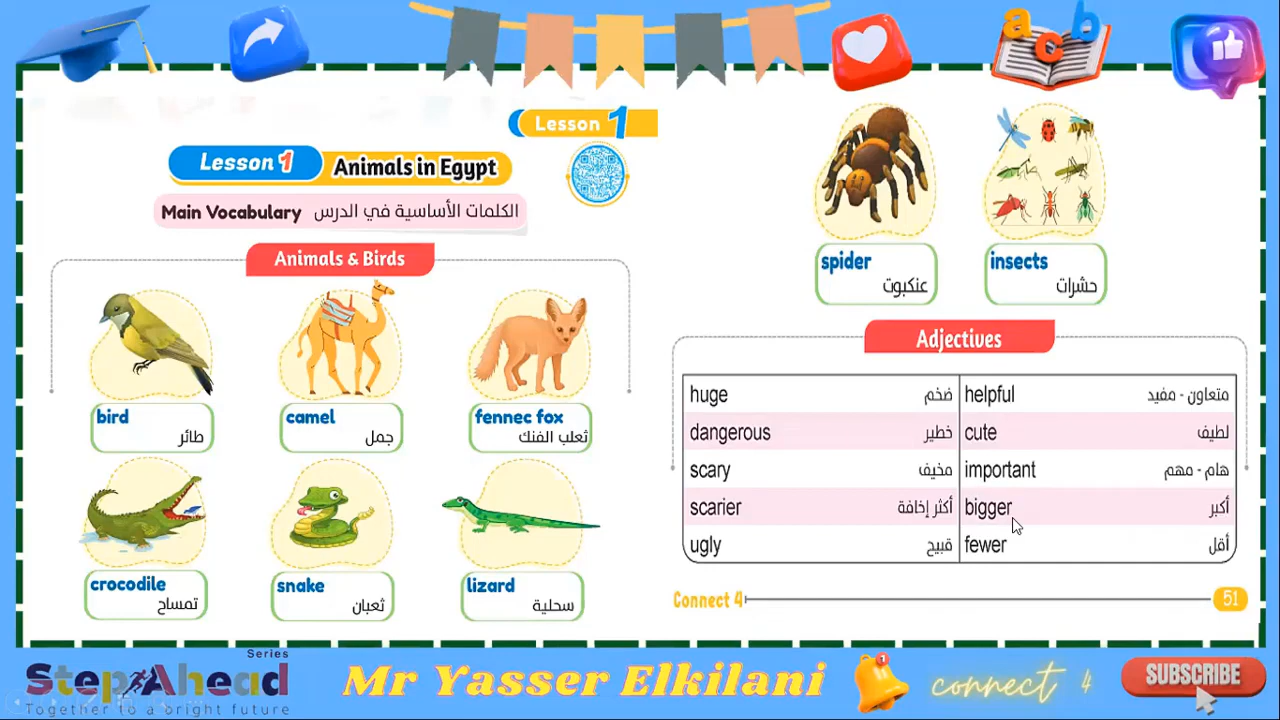 a c b
Lesson 1
Lesson 1 Animals in Egypt
Main Vocabulary الكلمات الأساسية في الدرس
Animals & Birds
bird
طائر
camel
جمل
fennec fox
ثعلب الفنك
crocodile
تمساح
snake
ثعبان
lizard
سحلية
spider
عنكبوت
insects
حشرات
Adjectives
huge ضخم helpful متعاون - مفيد
dangerous خطير cute لطيف
scary مخيف important هام - مهم
scarier أكثر إخافة bigger أكبر
ugly قبيح fewer أقل
Connect 4 51
Series
Step Ahead
Together to a bright future
Mr Yasser Elkilani
1
connect 4
SUBSCRIBE